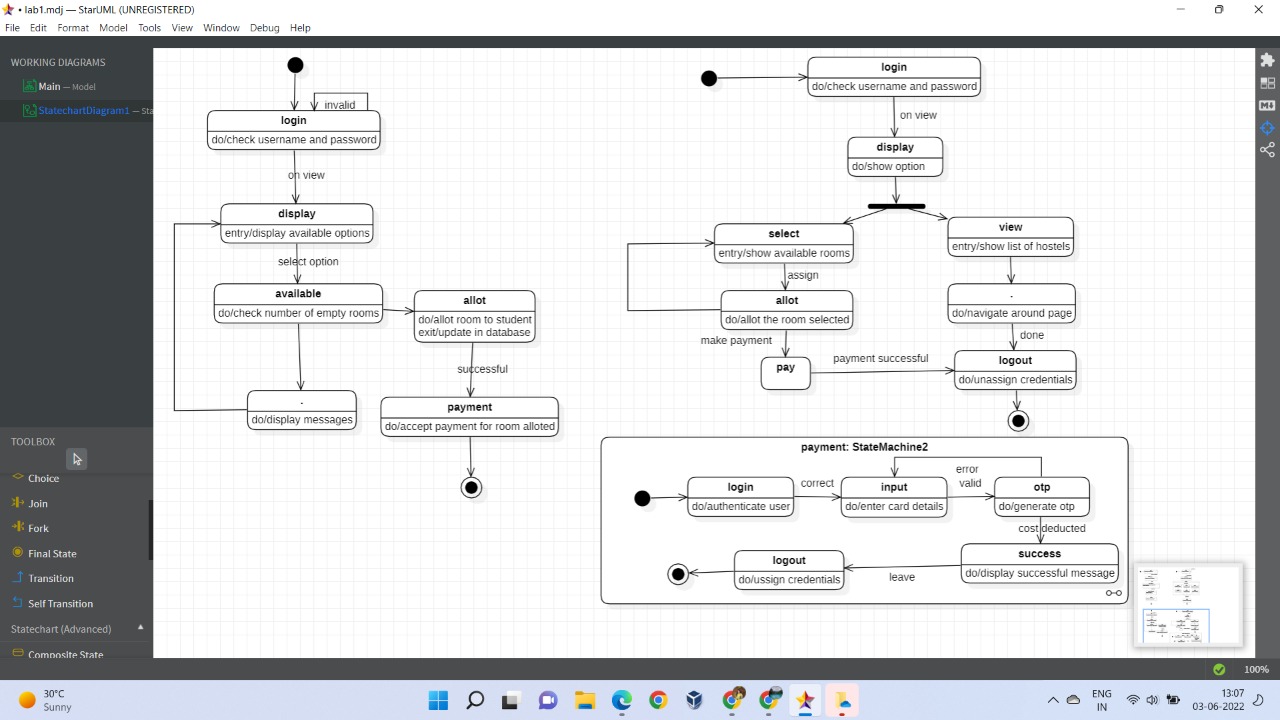 • lab1.mdj — StarUML (UNREGISTERED)
File Edit Format Model Tools View Window Debug Help
WORKING DIAGRAMS
Main — Model
StatechartDiagram1 — Sta
TOOLBOX
Choice
Join
Fork
Final State
Transition
Self Transition
Statechart (Advanced)
Composite State
invalid
login
do/check username and password
on view
display
entry/display available options
select option
available
do/check number of empty rooms
allot
do/allot room to student
exit/update in database
successful
.
do/display messages
payment
do/accept payment for room alloted
login
do/check username and password
on view
display
do/show option
select
entry/show available rooms
assign
allot
do/allot the room selected
make payment
pay
payment successful
view
entry/show list of hostels
.
do/navigate around page
done
logout
do/unassign credentials
payment: StateMachine2
login
do/authenticate user
correct
input
do/enter card details
error
valid
otp
do/generate otp
cost deducted
success
do/display successful message
leave
logout
do/ussign credentials
100%
30°C
Sunny
ENG
IN
13:07
03-06-2022